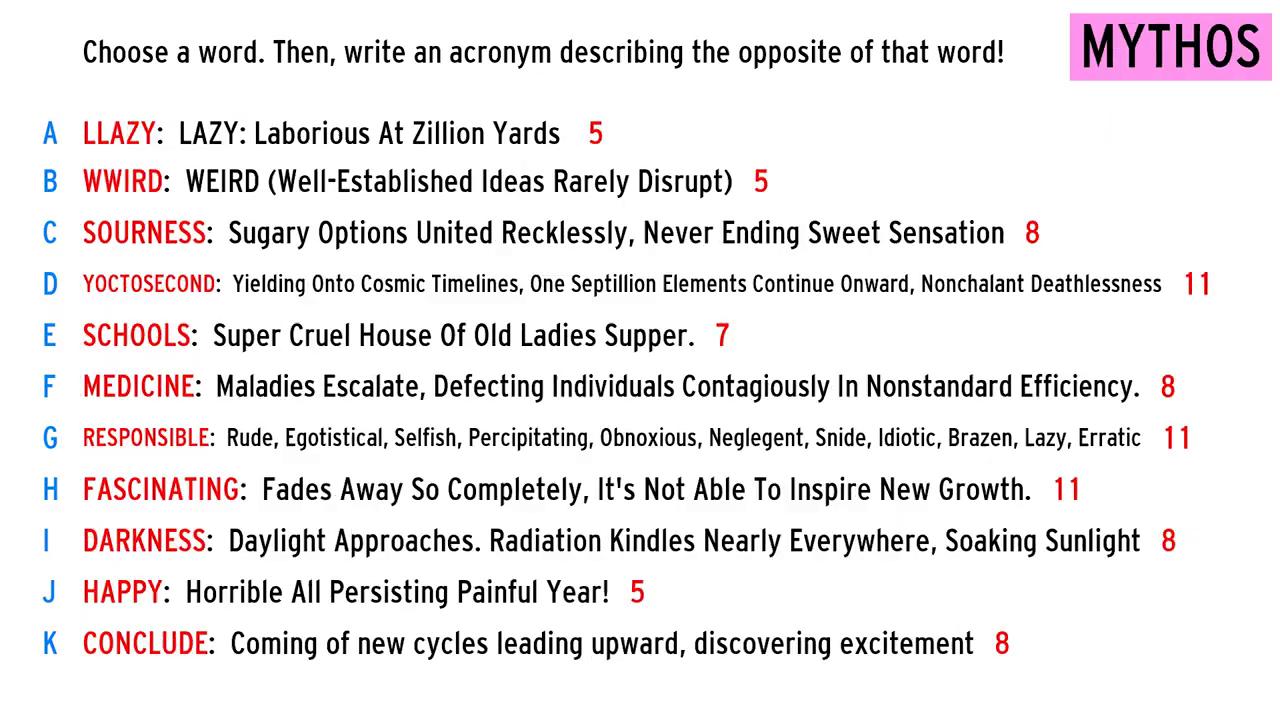 Choose a word. Then, write an acronym describing the opposite of that word!
MYTHOS
A LLAZY: LAZY: Laborious At Zillion Yards 5
B WWIRD: WEIRD (Well-Established Ideas Rarely Disrupt) 5
C SOURNESS: Sugary Options United Recklessly, Never Ending Sweet Sensation 8
D YOCTOSECOND: Yielding Onto Cosmic Timelines, One Septillion Elements Continue Onward, Nonchalant Deathlessness 11
E SCHOOLS: Super Cruel House Of Old Ladies Supper. 7
F MEDICINE: Maladies Escalate, Defecting Individuals Contagiously In Nonstandard Efficiency. 8
G RESPONSIBLE: Rude, Egotistical, Selfish, Percipitating, Obnoxious, Neglegent, Snide, Idiotic, Brazen, Lazy, Erratic 11
H FASCINATING: Fades Away So Completely, It's Not Able To Inspire New Growth. 11
I DARKNESS: Daylight Approaches. Radiation Kindles Nearly Everywhere, Soaking Sunlight 8
J HAPPY: Horrible All Persisting Painful Year! 5
K CONCLUDE: Coming of new cycles leading upward, discovering excitement 8